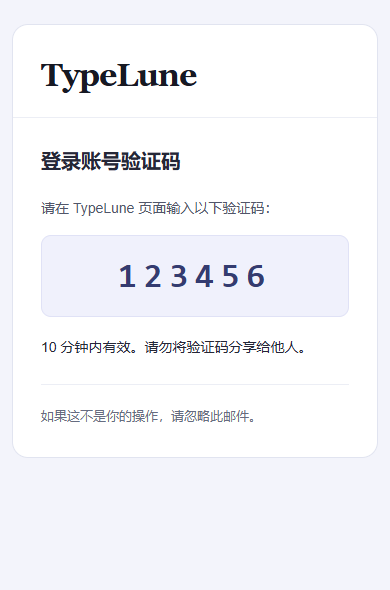 TypeLune
登录账号验证码
请在 TypeLune 页面输入以下验证码：
1 2 3 4 5 6
10 分钟内有效。请勿将验证码分享给他人。
如果这不是你的操作，请忽略此邮件。